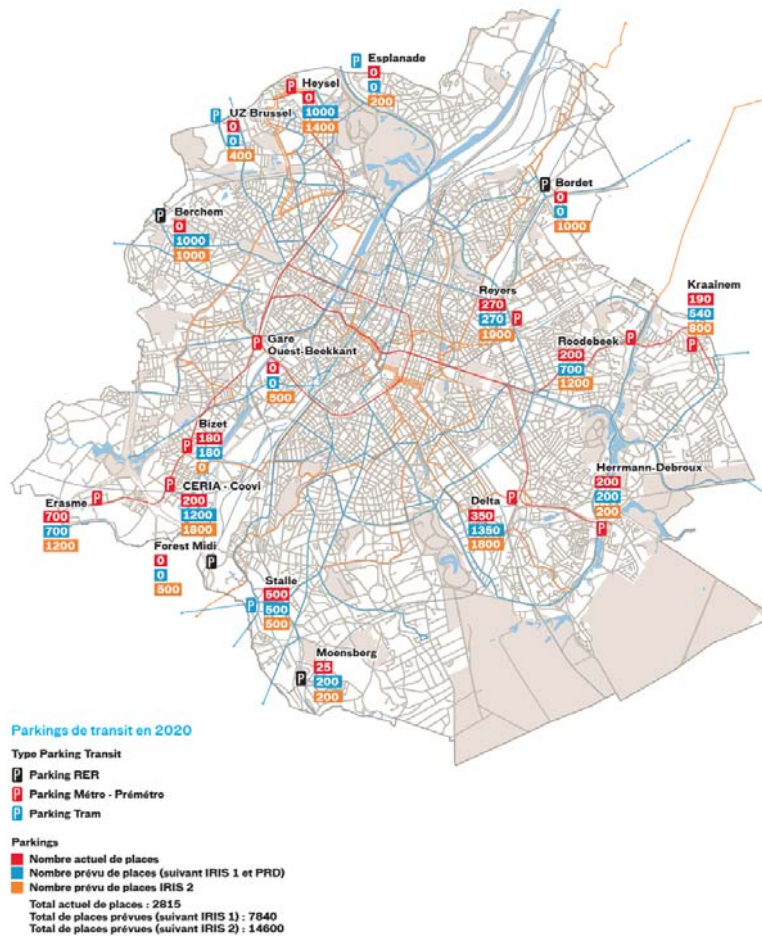 Esplanade
0
0
200
Heysel
0
1000
1400
UZ Brussel
0
0
400
Bordet
0
0
1000
Berchem
0
1000
1000
Kraainem
190
540
800
Reyers
270
270
1900
Roodebeek
200
700
1200
Gare
Ouest-Beekkant
0
0
500
Bizet
180
180
0
CERIA - Coovi
200
1200
1800
Herrmann-Debroux
200
200
200
Erasme
700
700
1200
Delta
350
1350
1800
Forest Midi
0
0
500
Stalle
500
500
500
Moensberg
25
200
200
Parkings de transit en 2020
Type Parking Transit
P Parking RER
P Parking Métro - Prémétro
P Parking Tram
Parkings
Nombre actuel de places
Nombre prévu de places (suivant IRIS 1 et PRD)
Nombre prévu de places IRIS 2
Total actuel de places : 2815
Total de places prévues (suivant IRIS 1) : 7840
Total de places prévues (suivant IRIS 2) : 14600